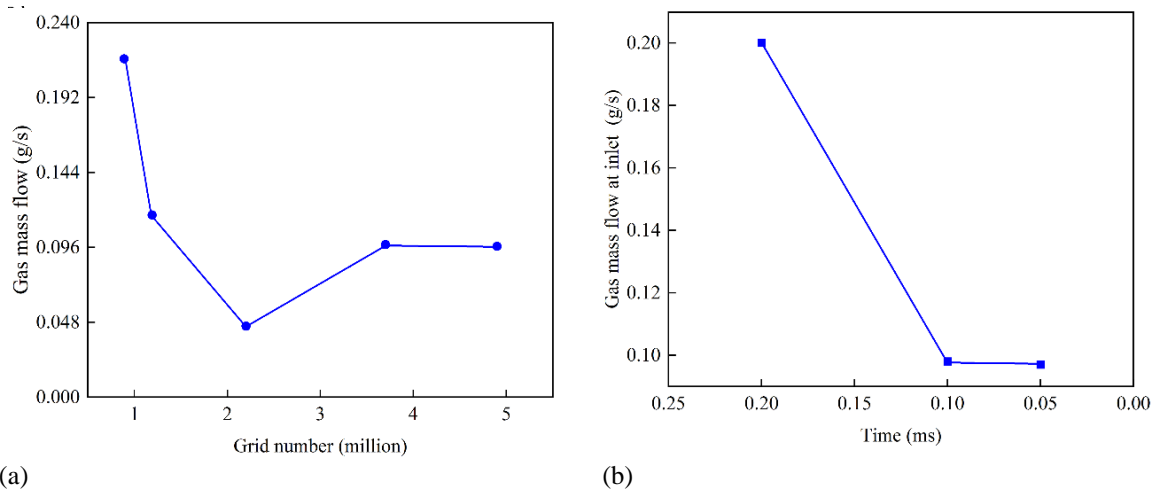 0.240
0.192
0.144
0.096
0.048
0.000
Gas mass flow (g/s)
1 2 3 4 5
Grid number (million)
(a)
0.20
0.18
0.16
0.14
0.12
0.10
Gas mass flow at inlet (g/s)
0.25 0.20 0.15 0.10 0.05 0.00
Time (ms)
(b)